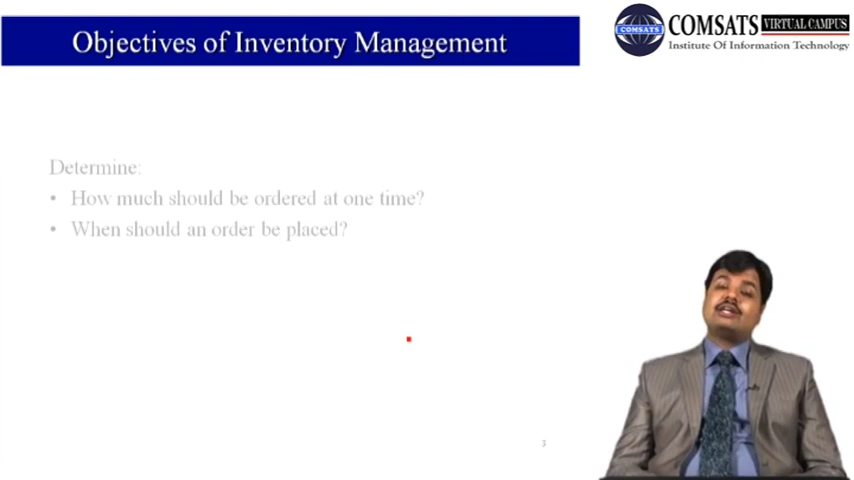 Objectives of Inventory Management
COMSATS
COMSATS VIRTUAL CAMPUS
Institute Of Information Technology
Determine:
• How much should be ordered at one time?
• When should an order be placed?
3